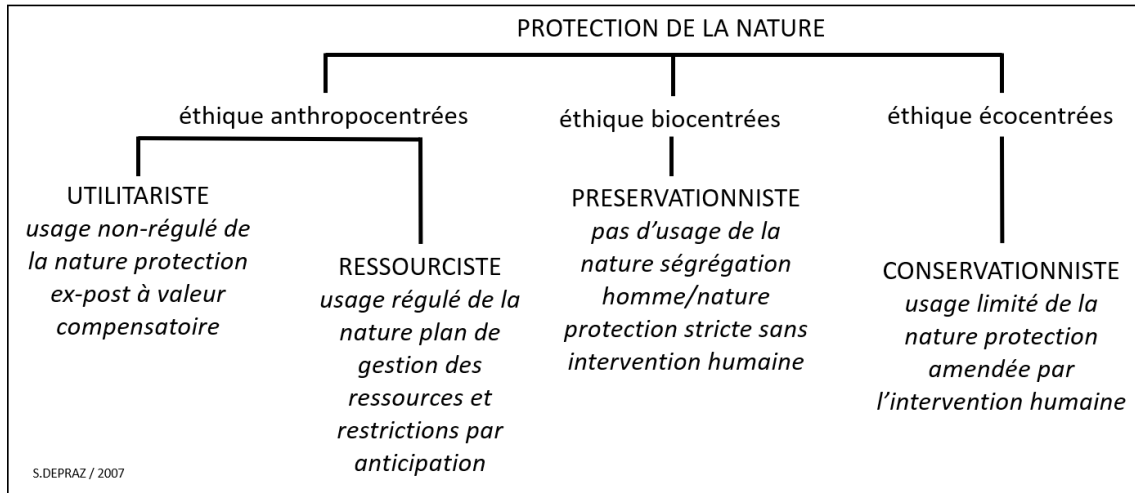 PROTECTION DE LA NATURE
éthique anthropocentrées
éthique biocentrées
éthique écocentrées
UTILITARISTE
usage non-régulé de
la nature protection
ex-post à valeur
compensatoire
RESSOURCISTE
usage régulé de la
nature plan de
gestion des
ressources et
restrictions par
anticipation
PRESERVATIONNISTE
pas d’usage de la
nature ségrégation
homme/nature
protection stricte sans
intervention humaine
CONSERVATIONNISTE
usage limité de la
nature protection
amendée par
l’intervention humaine
S.DEPRAZ / 2007